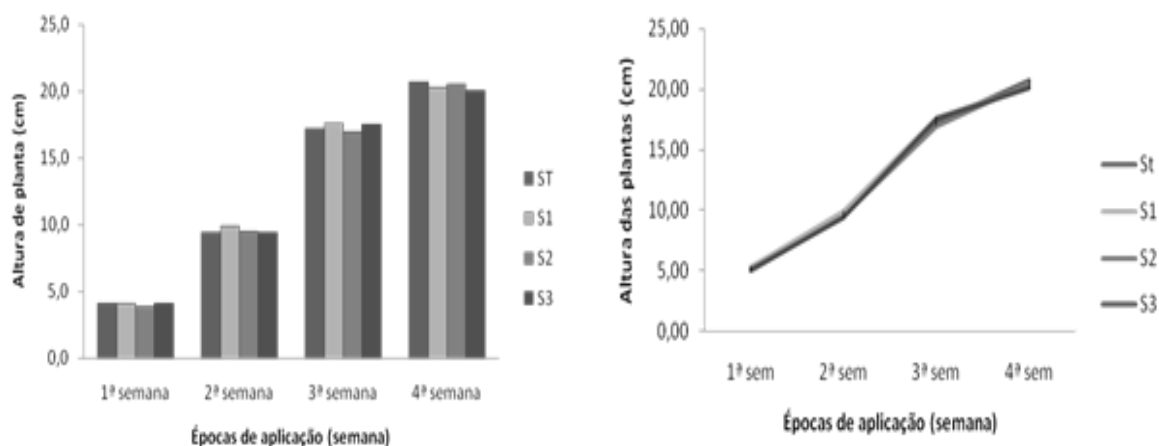 Altura de planta (cm)
25,0
20,0
15,0
10,0
5,0
0,0
1ª semana
2ª semana
3ª semana
4ª semana
Épocas de aplicação (semana)
ST
S1
S2
S3
Altura das plantas (cm)
25,00
20,00
15,00
10,00
5,00
0,00
1ª sem
2ª sem
3ª sem
4ª sem
Épocas de aplicação (semana)
St
S1
S2
S3